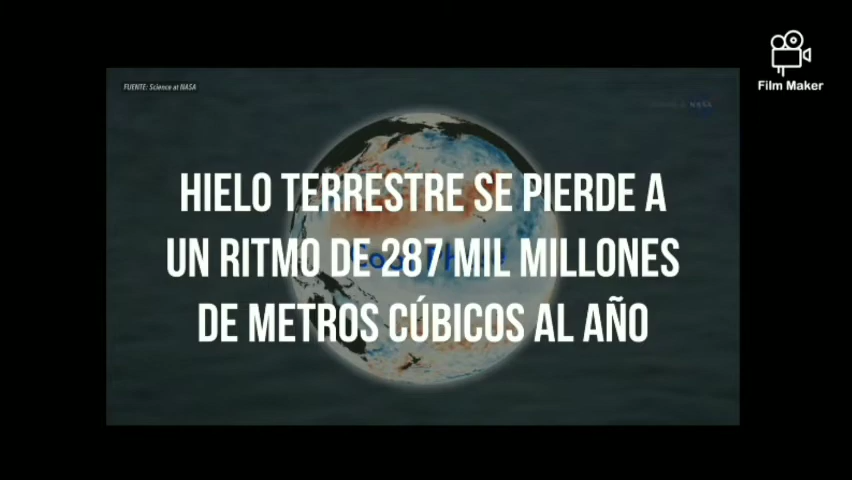 Film Maker
FUENTE: Science at NASA
NASA
HIELO TERRESTRE SE PIERDE A
UN RITMO DE 287 MIL MILLONES
DE METROS CÚBICOS AL AÑO